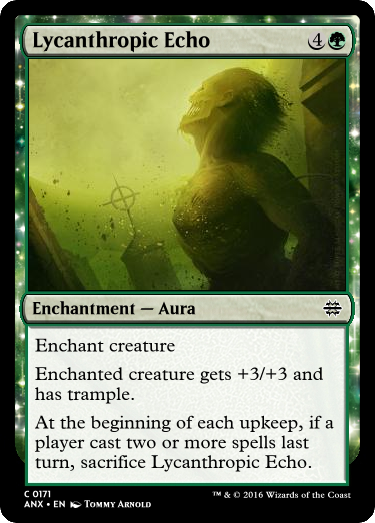 Lycanthropic Echo 4
Enchantment — Aura
Enchant creature
Enchanted creature gets +3/+3 and
has trample.
At the beginning of each upkeep, if a
player cast two or more spells last
turn, sacrifice Lycanthropic Echo.
C 0171
ANX • EN Tommy Arnold
™ & © 2016 Wizards of the Coast